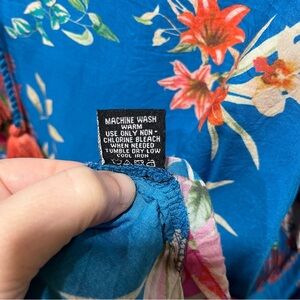 MACHINE WASH
WARM
USE ONLY NON -
CHLORINE BLEACH
WHEN NEEDED
TUMBLE DRY LOW
COOL IRON